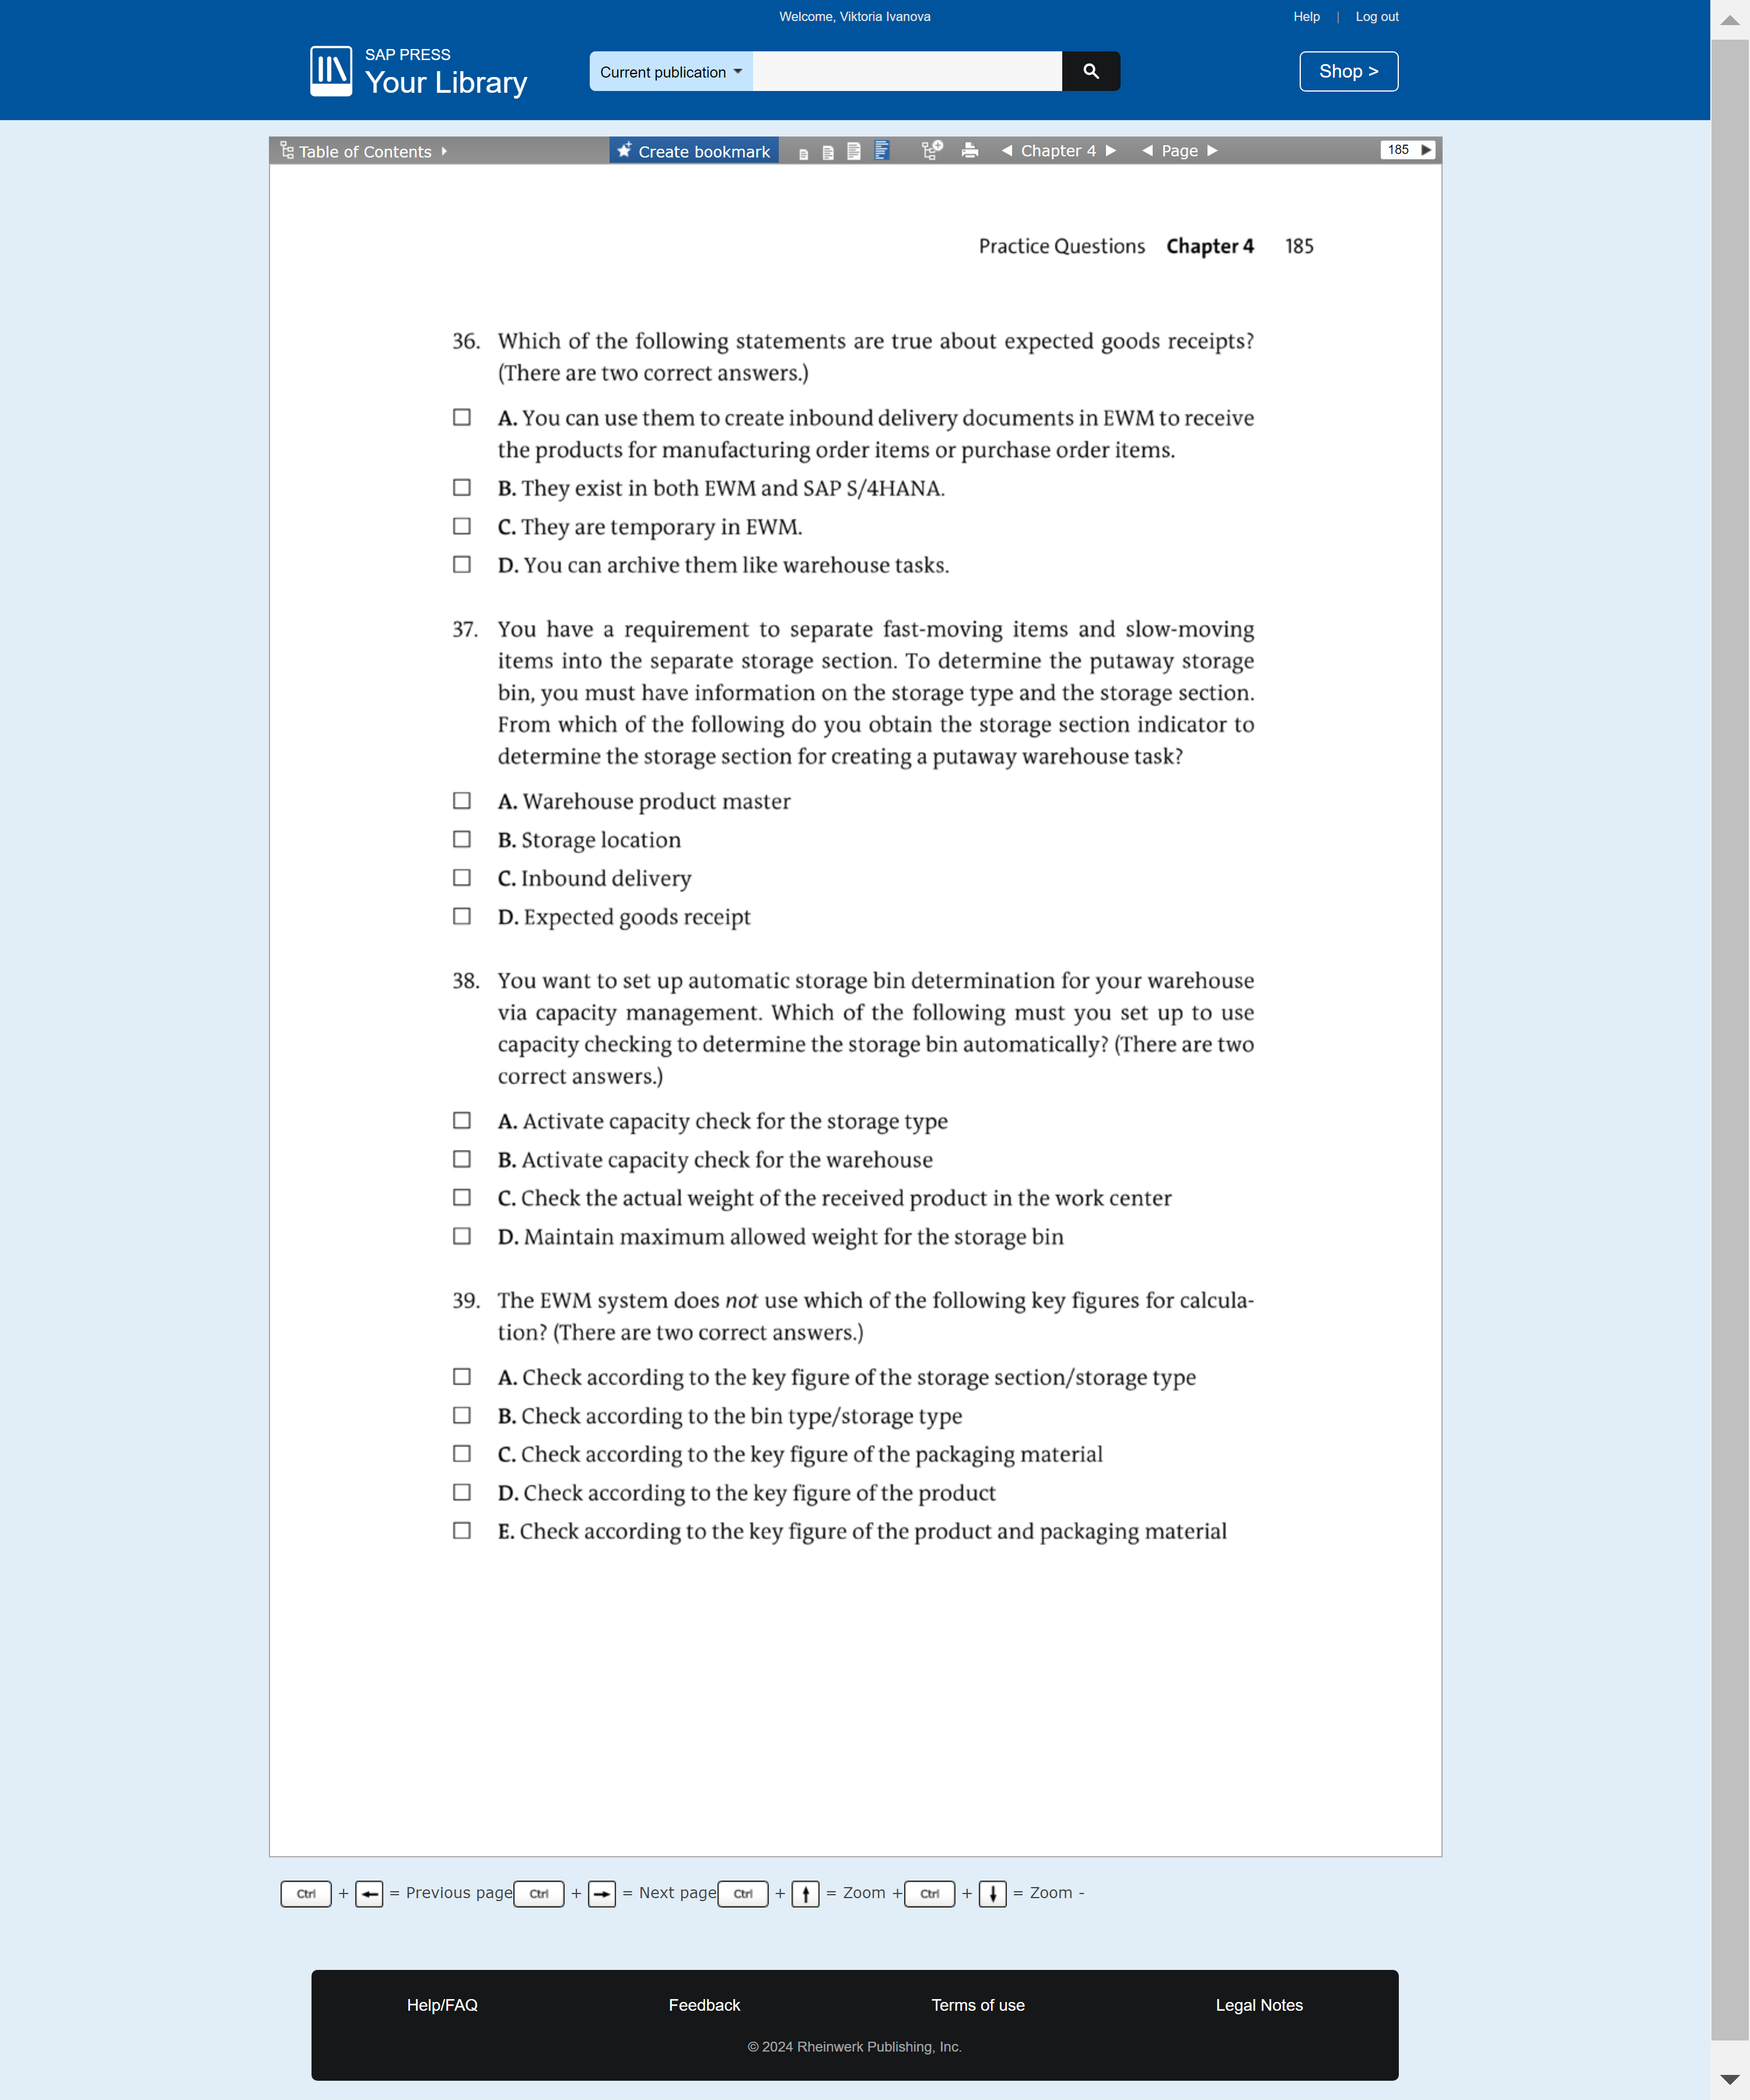 Welcome, Viktoria Ivanova
Help | Log out
SAP PRESS
Your Library
Current publication
Shop >
Table of Contents
Create bookmark
Chapter 4
Page
185
Practice Questions Chapter 4 185
36. Which of the following statements are true about expected goods receipts?
(There are two correct answers.)
A. You can use them to create inbound delivery documents in EWM to receive
the products for manufacturing order items or purchase order items.
B. They exist in both EWM and SAP S/4HANA.
C. They are temporary in EWM.
D. You can archive them like warehouse tasks.
37. You have a requirement to separate fast-moving items and slow-moving
items into the separate storage section. To determine the putaway storage
bin, you must have information on the storage type and the storage section.
From which of the following do you obtain the storage section indicator to
determine the storage section for creating a putaway warehouse task?
A. Warehouse product master
B. Storage location
C. Inbound delivery
D. Expected goods receipt
38. You want to set up automatic storage bin determination for your warehouse
via capacity management. Which of the following must you set up to use
capacity checking to determine the storage bin automatically? (There are two
correct answers.)
A. Activate capacity check for the storage type
B. Activate capacity check for the warehouse
C. Check the actual weight of the received product in the work center
D. Maintain maximum allowed weight for the storage bin
39. The EWM system does not use which of the following key figures for calcula-
tion? (There are two correct answers.)
A. Check according to the key figure of the storage section/storage type
B. Check according to the bin type/storage type
C. Check according to the key figure of the packaging material
D. Check according to the key figure of the product
E. Check according to the key figure of the product and packaging material
Ctrl + ← = Previous page Ctrl + → = Next page Ctrl + ↑ = Zoom + Ctrl + ↓ = Zoom -
Help/FAQ Feedback Terms of use Legal Notes
© 2024 Rheinwerk Publishing, Inc.